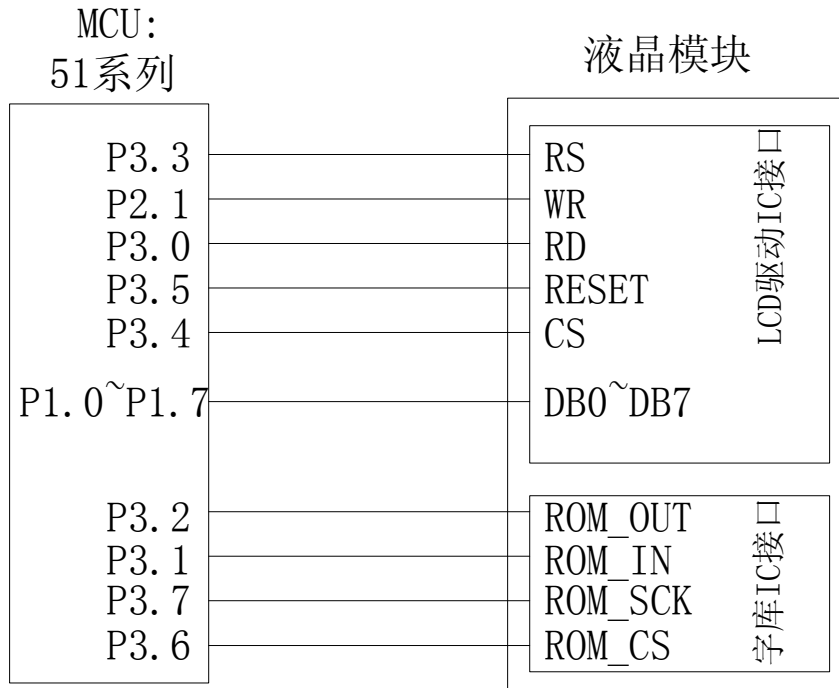 MCU:
51系列
液晶模块
P3.3
RS
P2.1
WR
P3.0
RD
P3.5
RESET
P3.4
CS
P1.0~P1.7
DB0~DB7
LCD驱动IC接口
P3.2
ROM_OUT
P3.1
ROM_IN
P3.7
ROM_SCK
P3.6
ROM_CS
字库IC接口